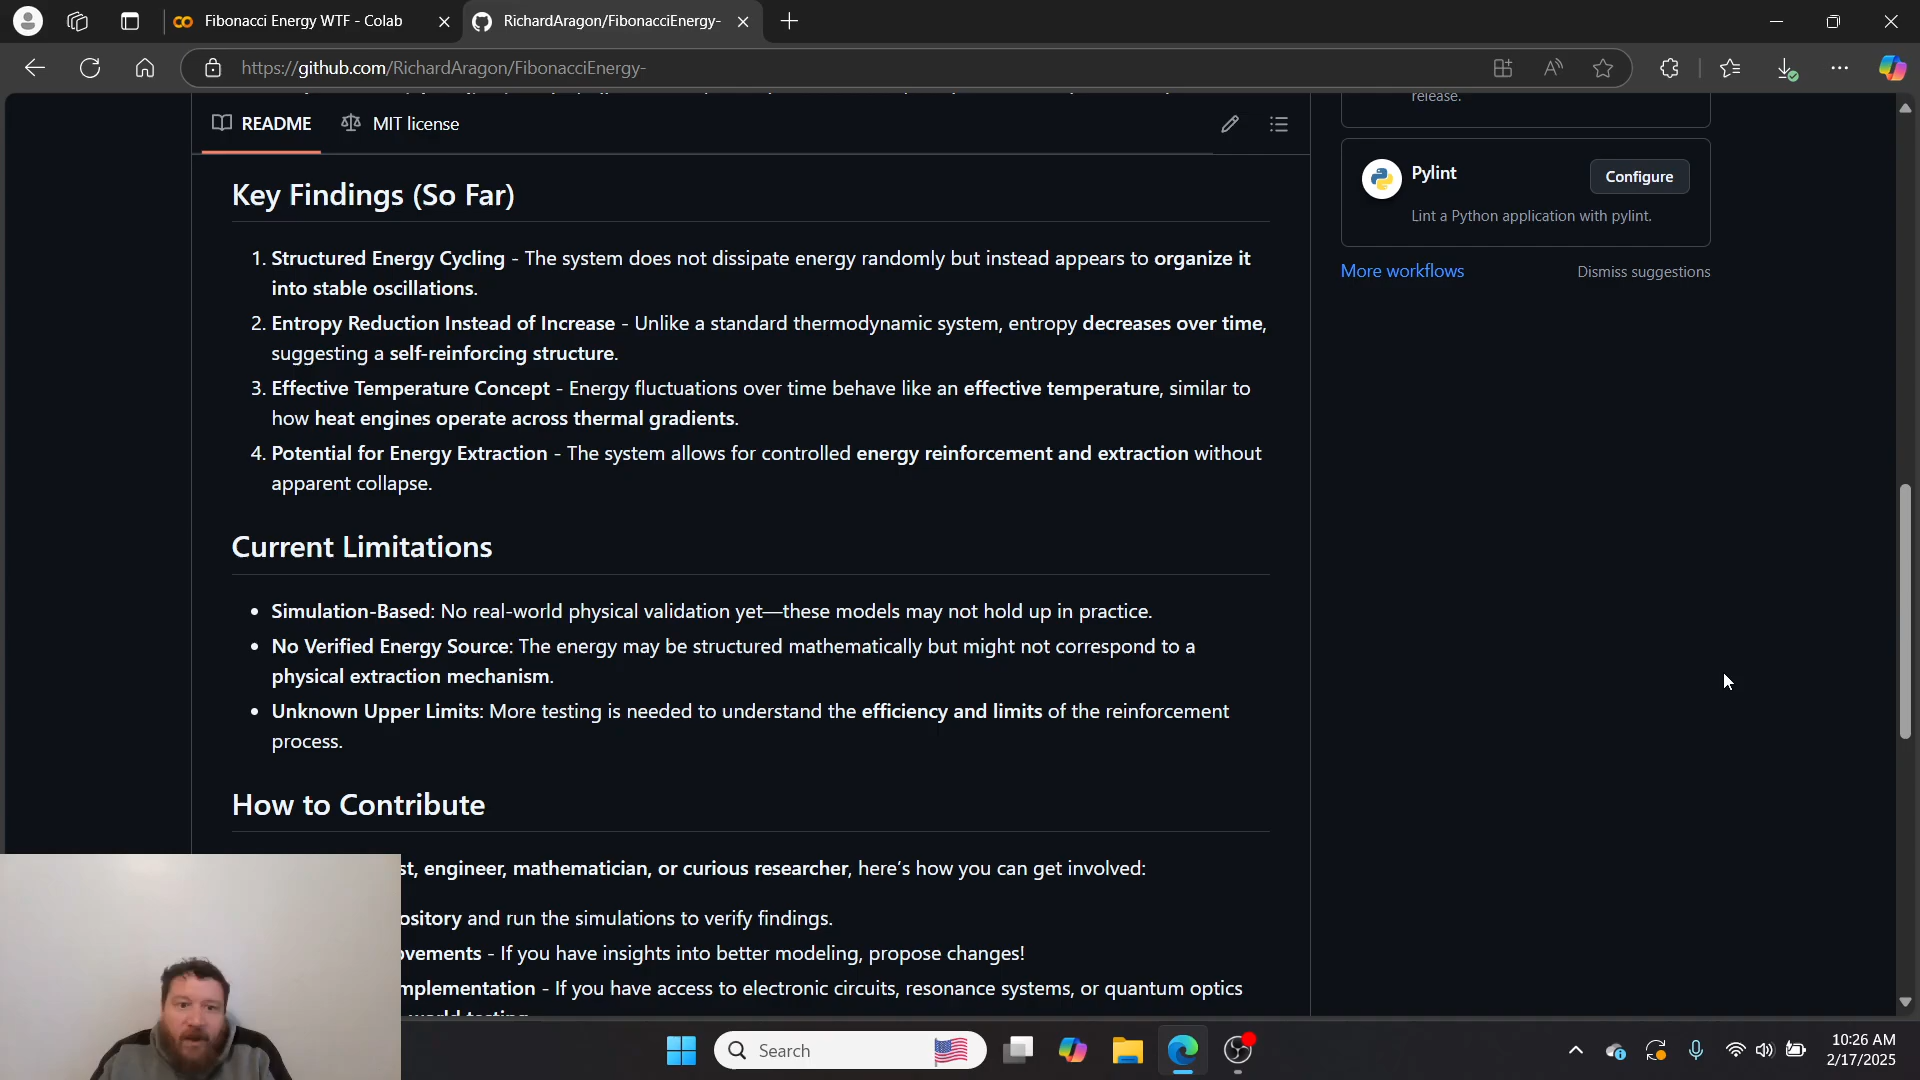 Fibonacci Energy WTF - Colab
RichardAragon/FibonacciEnergy-
https://github.com/RichardAragon/FibonacciEnergy-
release.
README
MIT license
Pylint
Configure
Lint a Python application with pylint.
More workflows
Dismiss suggestions
Key Findings (So Far)
1. Structured Energy Cycling - The system does not dissipate energy randomly but instead appears to organize it
into stable oscillations.
2. Entropy Reduction Instead of Increase - Unlike a standard thermodynamic system, entropy decreases over time,
suggesting a self-reinforcing structure.
3. Effective Temperature Concept - Energy fluctuations over time behave like an effective temperature, similar to
how heat engines operate across thermal gradients.
4. Potential for Energy Extraction - The system allows for controlled energy reinforcement and extraction without
apparent collapse.
Current Limitations
• Simulation-Based: No real-world physical validation yet—these models may not hold up in practice.
• No Verified Energy Source: The energy may be structured mathematically but might not correspond to a
physical extraction mechanism.
• Unknown Upper Limits: More testing is needed to understand the efficiency and limits of the reinforcement
process.
How to Contribute
st, engineer, mathematician, or curious researcher, here's how you can get involved:
ository and run the simulations to verify findings.
ovements - If you have insights into better modeling, propose changes!
mplementation - If you have access to electronic circuits, resonance systems, or quantum optics
Search
10:26 AM
2/17/2025